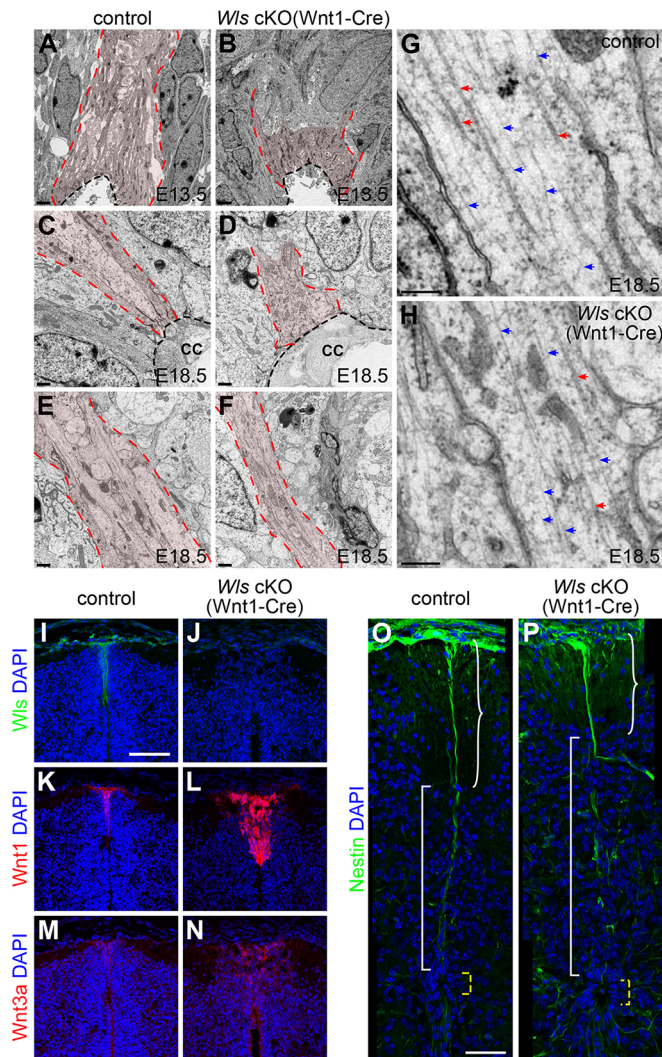 control
Wls cKO(Wnt1-Cre)
A
E13.5
B
E13.5
C
CC
E18.5
D
CC
E18.5
E
E18.5
F
E18.5
G
control
E18.5
H
Wls cKO
(Wnt1-Cre)
E18.5
control
Wls cKO
(Wnt1-Cre)
Wls DAPI
I
J
Wnt1 DAPI
K
L
Wnt3a DAPI
M
N
control
Wls cKO
(Wnt1-Cre)
Nestin DAPI
O
P